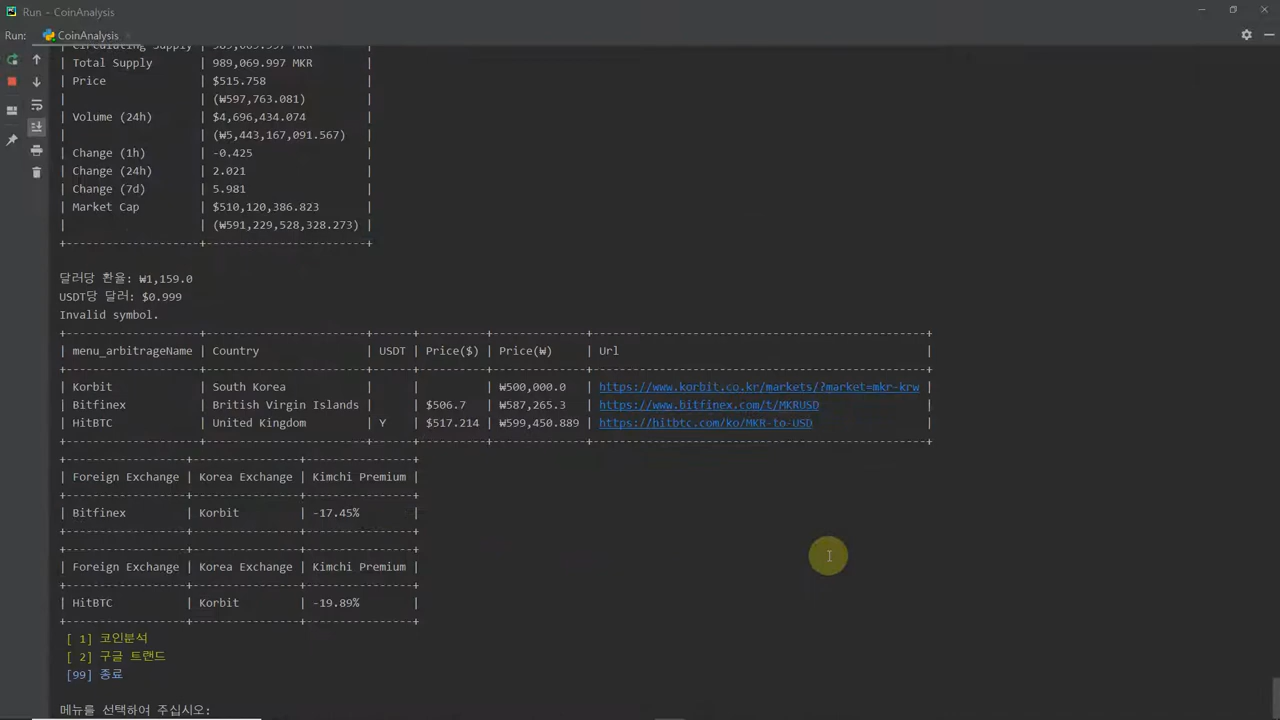 Run - CoinAnalysis
Run: CoinAnalysis
| Circulating Supply | 989,069.997 MKR |
| Total Supply | 989,069.997 MKR |
| Price | $515.758 |
| | (₩597,763.081) |
| Volume (24h) | $4,696,434.074 |
| | (₩5,443,167,091.567) |
| Change (1h) | -0.425 |
| Change (24h) | 2.021 |
| Change (7d) | 5.981 |
| Market Cap | $510,120,386.823 |
| | (₩591,229,528,328.273) |
+-------------------+---------------------+
달러당 환율: ₩1,159.0
USDT당 달러: $0.999
Invalid symbol.
| menu_arbitrageName | Country | USDT | Price($) | Price(₩) | Url |
| Korbit | South Korea | | | ₩500,000.0 | https://www.korbit.co.kr/markets/?market=mkr-krw |
| Bitfinex | British Virgin Islands | | $506.7 | ₩587,265.3 | https://www.bitfinex.com/t/MKRUSD |
| HitBTC | United Kingdom | Y | $517.214 | ₩599,450.889 | https://hitbtc.com/ko/MKR-to-USD |
| Foreign Exchange | Korea Exchange | Kimchi Premium |
| Bitfinex | Korbit | -17.45% |
| Foreign Exchange | Korea Exchange | Kimchi Premium |
| HitBTC | Korbit | -19.89% |
[ 1] 코인분석
[ 2] 구글 트랜드
[99] 종료
메뉴를 선택하여 주십시오: